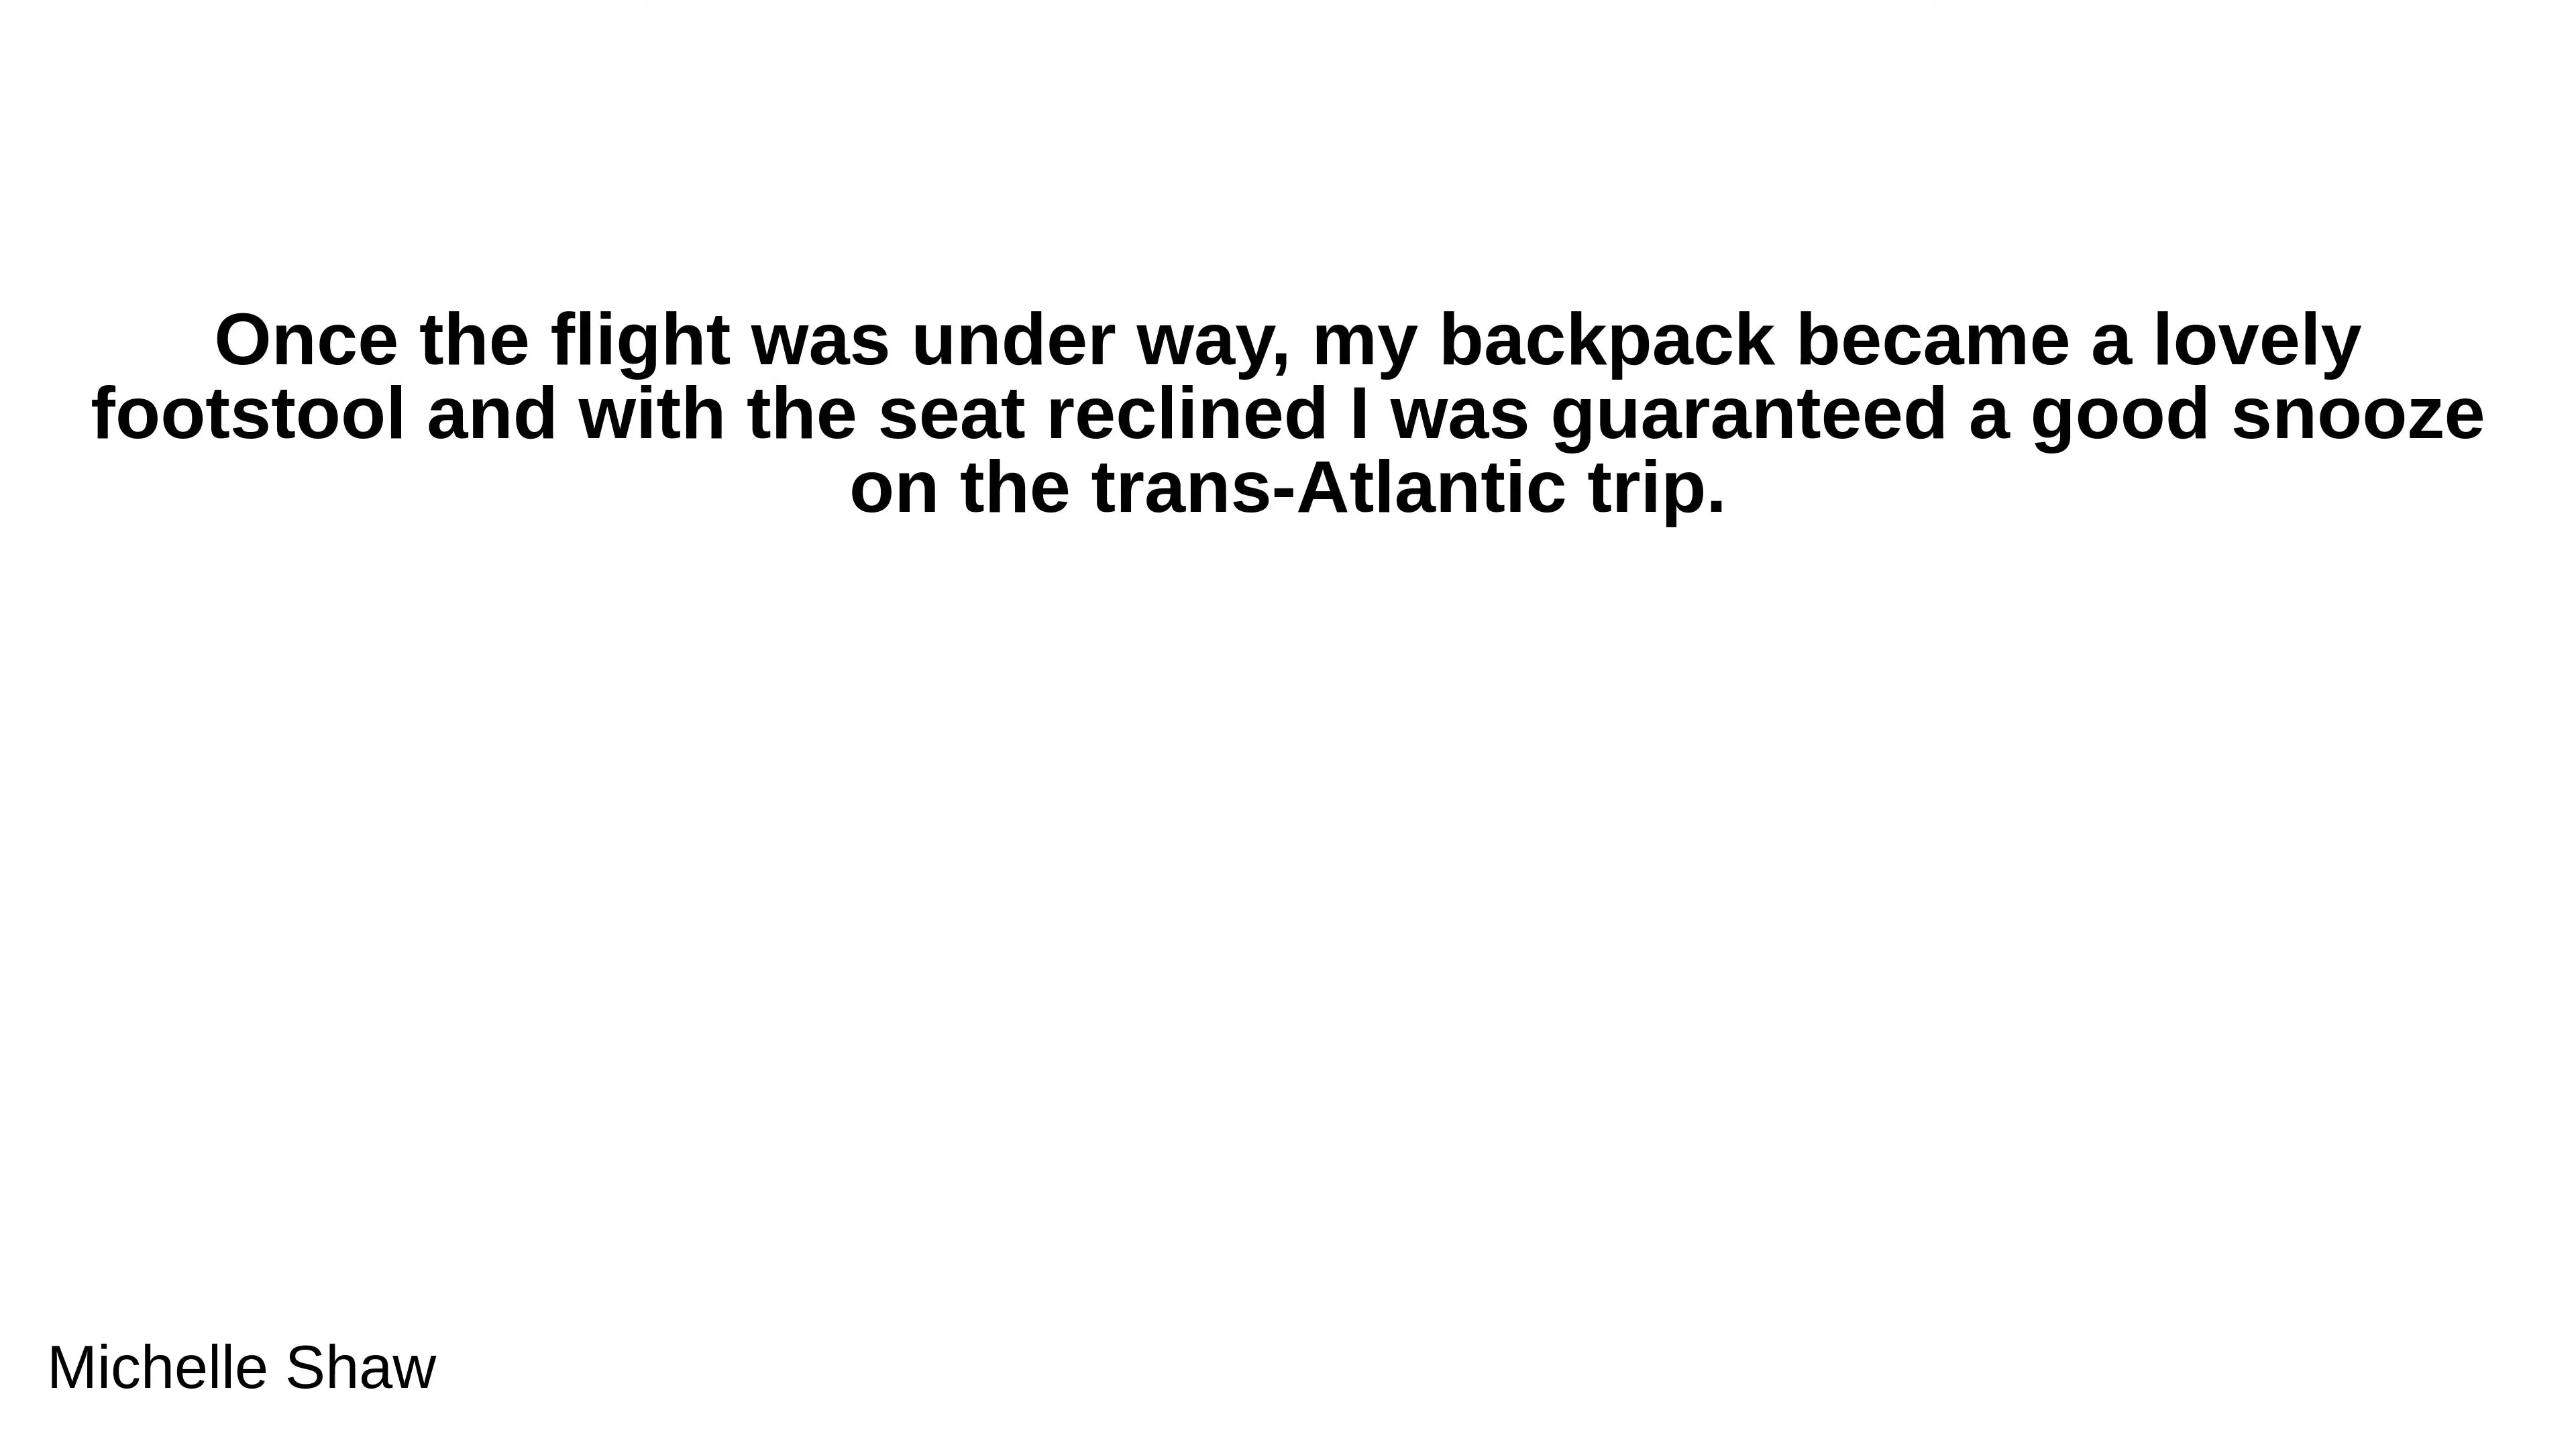 Once the flight was under way, my backpack became a lovely
footstool and with the seat reclined I was guaranteed a good snooze
on the trans-Atlantic trip.
Michelle Shaw